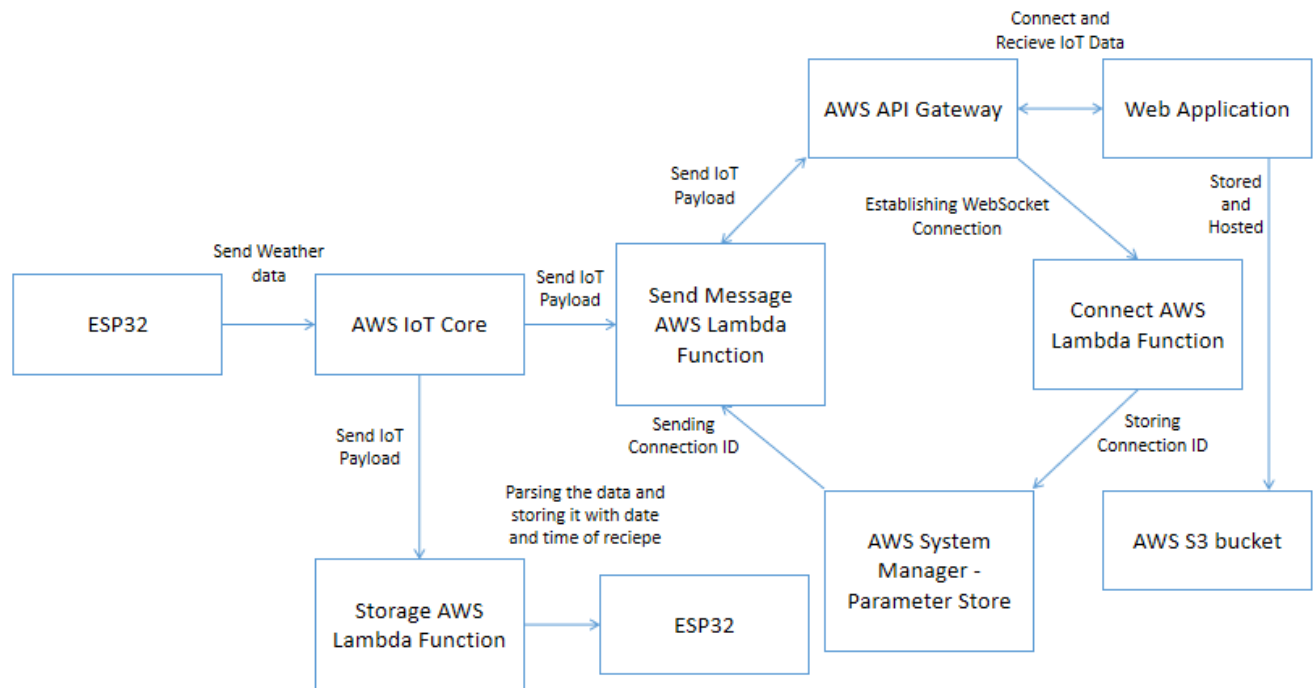 Connect and
Recieve IoT Data
AWS API Gateway
Web Application
Send IoT
Payload
Establishing WebSocket
Connection
Stored
and
Hosted
Send Weather
data
ESP32
AWS IoT Core
Send IoT
Payload
Send Message
AWS Lambda
Function
Connect AWS
Lambda Function
Send IoT
Payload
Sending
Connection ID
Storing
Connection ID
Parsing the data and
storing it with date
and time of reciepe
AWS System
Manager -
Parameter Store
AWS S3 bucket
Storage AWS
Lambda Function
ESP32